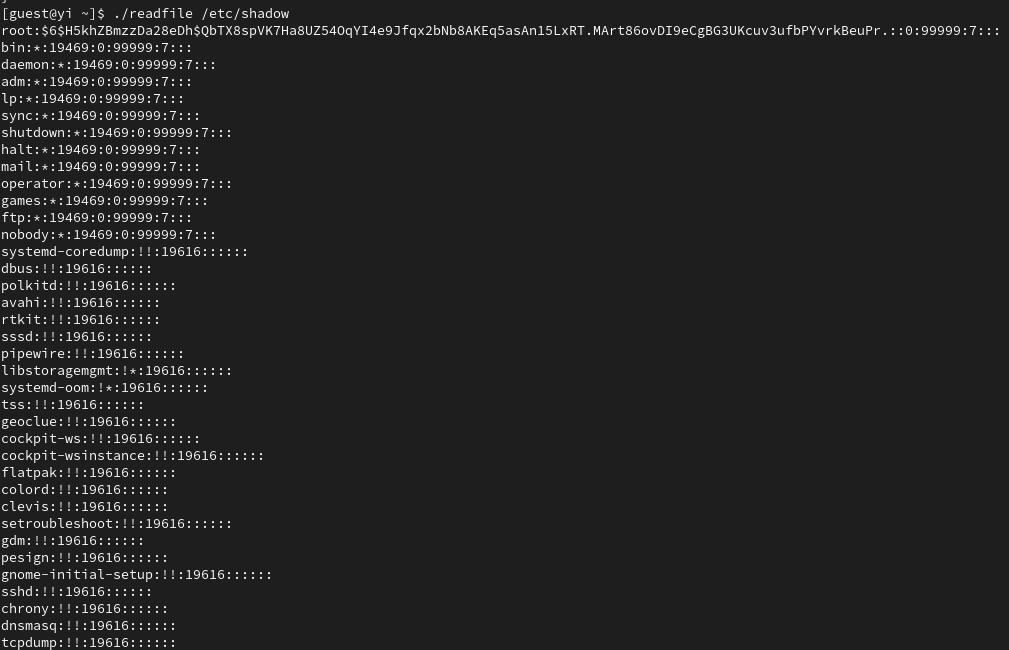 [guest@yi ~]$ ./readfile /etc/shadow
root:$6$H5khZBmzzDa28eDh$QbTX8spVK7Ha8UZ54OqYI4e9Jfqx2bNb8AKEq5asAn15LxRT.MArt86ovDI9eCgBG3UKcuv3ufbPYvrkBeuPr.::0:99999:7:::
bin:*:19469:0:99999:7:::
daemon:*:19469:0:99999:7:::
adm:*:19469:0:99999:7:::
lp:*:19469:0:99999:7:::
sync:*:19469:0:99999:7:::
shutdown:*:19469:0:99999:7:::
halt:*:19469:0:99999:7:::
mail:*:19469:0:99999:7:::
operator:*:19469:0:99999:7:::
games:*:19469:0:99999:7:::
ftp:*:19469:0:99999:7:::
nobody:*:19469:0:99999:7:::
systemd-coredump:!!:19616::::::
dbus:!!:19616::::::
polkitd:!!:19616::::::
avahi:!!:19616::::::
rtkit:!!:19616::::::
sssd:!!:19616::::::
pipewire:!!:19616::::::
libstoragemgmt:!*:19616::::::
systemd-oom:!*:19616::::::
tss:!!:19616::::::
geoclue:!!:19616::::::
cockpit-ws:!!:19616::::::
cockpit-wsinstance:!!:19616::::::
flatpak:!!:19616::::::
colord:!!:19616::::::
clevis:!!:19616::::::
setroubleshoot:!!:19616::::::
gdm:!!:19616::::::
pesign:!!:19616::::::
gnome-initial-setup:!!:19616::::::
sshd:!!:19616::::::
chrony:!!:19616::::::
dnsmasq:!!:19616::::::
tcpdump:!!:19616::::::